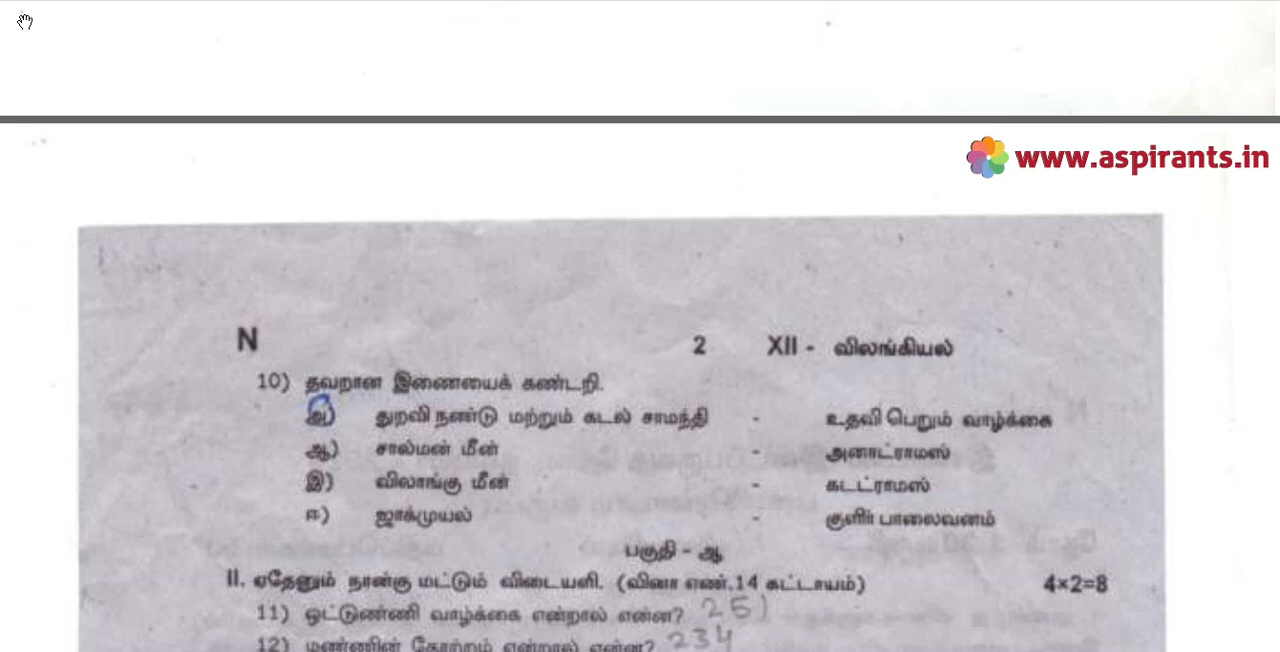 www.aspirants.in
N 2 XII - விலங்கியல்
10) தவறான இணையைக் கண்டறி.
அ) துறவி நண்டு மற்றும் கடல் சாமந்தி - உதவி பெறும் வாழ்க்கை
ஆ) சால்மன் மீன் - அனாட்ராமஸ்
இ) விலாங்கு மீன் - கடட்ராமஸ்
ஈ) ஜாக்முயல் - குளிர் பாலைவனம்
பகுதி - ஆ
II. ஏதேனும் நான்கு மட்டும் விடையளி. (வினா எண்.14 கட்டாயம்) 4×2=8
11) ஒட்டுண்ணி வாழ்க்கை என்றால் என்ன? 251
12) மண்ணின் தோற்றம் என்றால் என்ன? 234